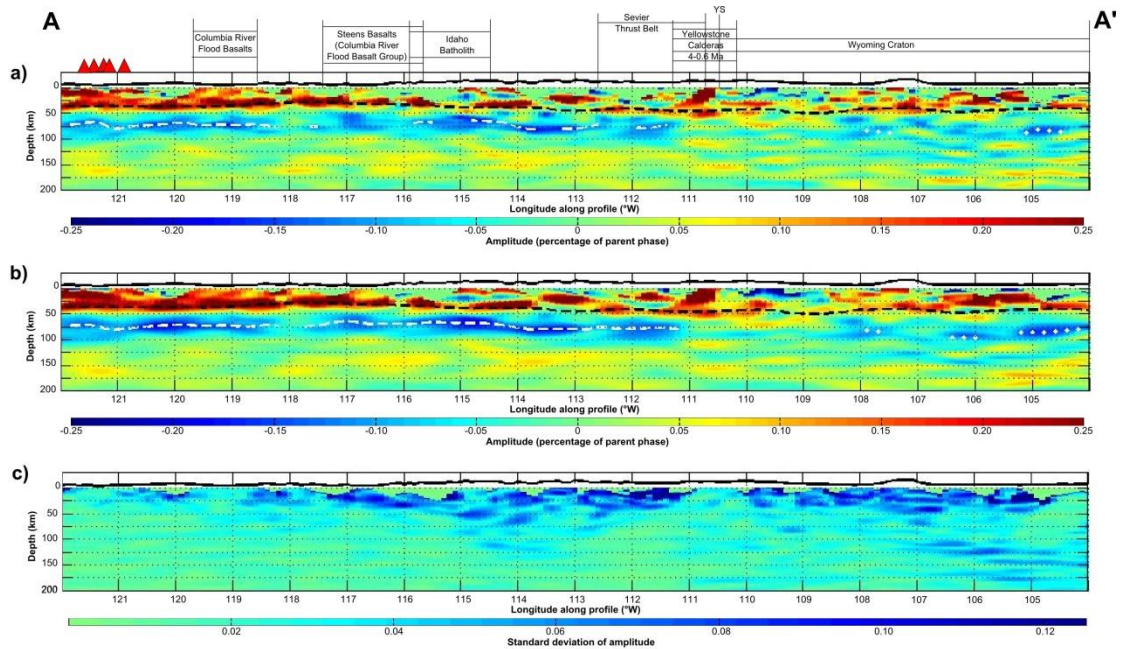 YS
A
A'
Sevier
Thrust Belt
Columbia River
Flood Basalts
Steens Basalts
(Columbia River
Flood Basalt Group)
Idaho
Batholith
Yellowstone
Calderas
4-0.6 Ma
Wyoming Craton
a)
Depth (km)
0
50
100
150
200
121 120 119 118 117 116 115 114 113 112 111 110 109 108 107 106 105
Longitude along profile (°W)
-0.25 -0.20 -0.15 -0.10 -0.05 0 0.05 0.10 0.15 0.20 0.25
Amplitude (percentage of parent phase)
b)
Depth (km)
0
50
100
150
200
121 120 119 118 117 116 115 114 113 112 111 110 109 108 107 106 105
Longitude along profile (°W)
-0.25 -0.20 -0.15 -0.10 -0.05 0 0.05 0.10 0.15 0.20 0.25
Amplitude (percentage of parent phase)
c)
Depth (km)
0
50
100
150
200
121 120 119 118 117 116 115 114 113 112 111 110 109 108 107 106 105
Longitude along profile (°W)
0.02 0.04 0.06 0.08 0.10 0.12
Standard deviation of amplitude